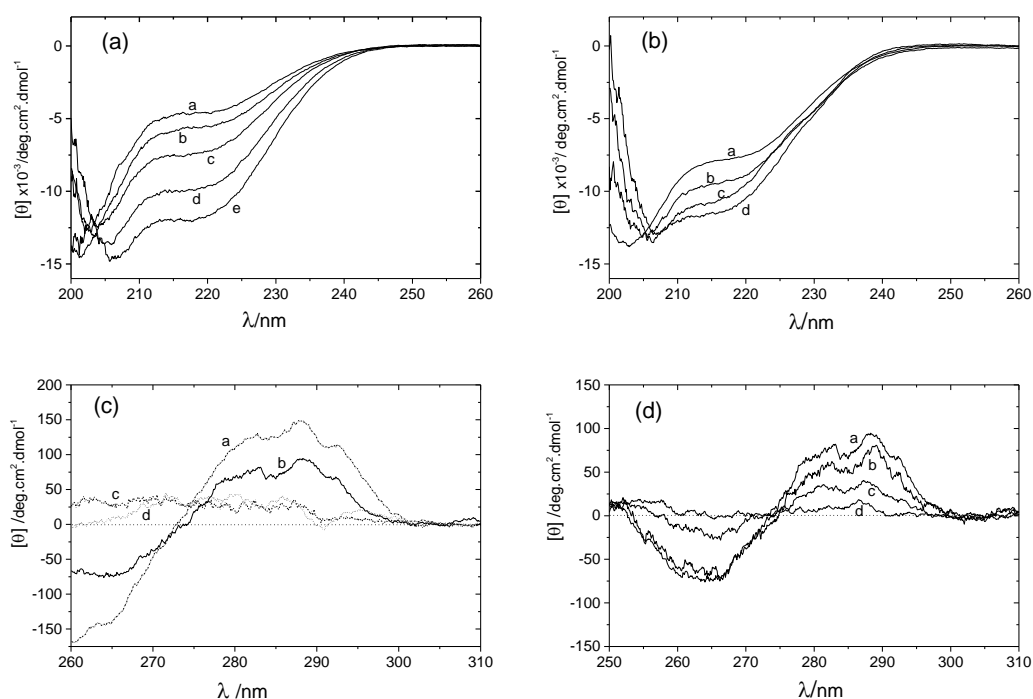 (a)
0
-5
-10
-15
[θ] x10⁻³/deg.cm².dmol⁻¹
a
b
c
d
e
200 210 220 230 240 250 260
λ/nm
(b)
0
-5
-10
-15
[θ] x10⁻³/ deg.cm².dmol⁻¹
a
b
c
d
200 210 220 230 240 250 260
λ/nm
(c)
200
150
100
50
0
-50
-100
-150
[θ] /deg.cm².dmol⁻¹
a
b
c
d
260 270 280 290 300 310
λ /nm
(d)
150
100
50
0
-50
-100
-150
[θ] /deg.cm².dmol⁻¹
a
b
c
d
250 260 270 280 290 300 310
λ/nm